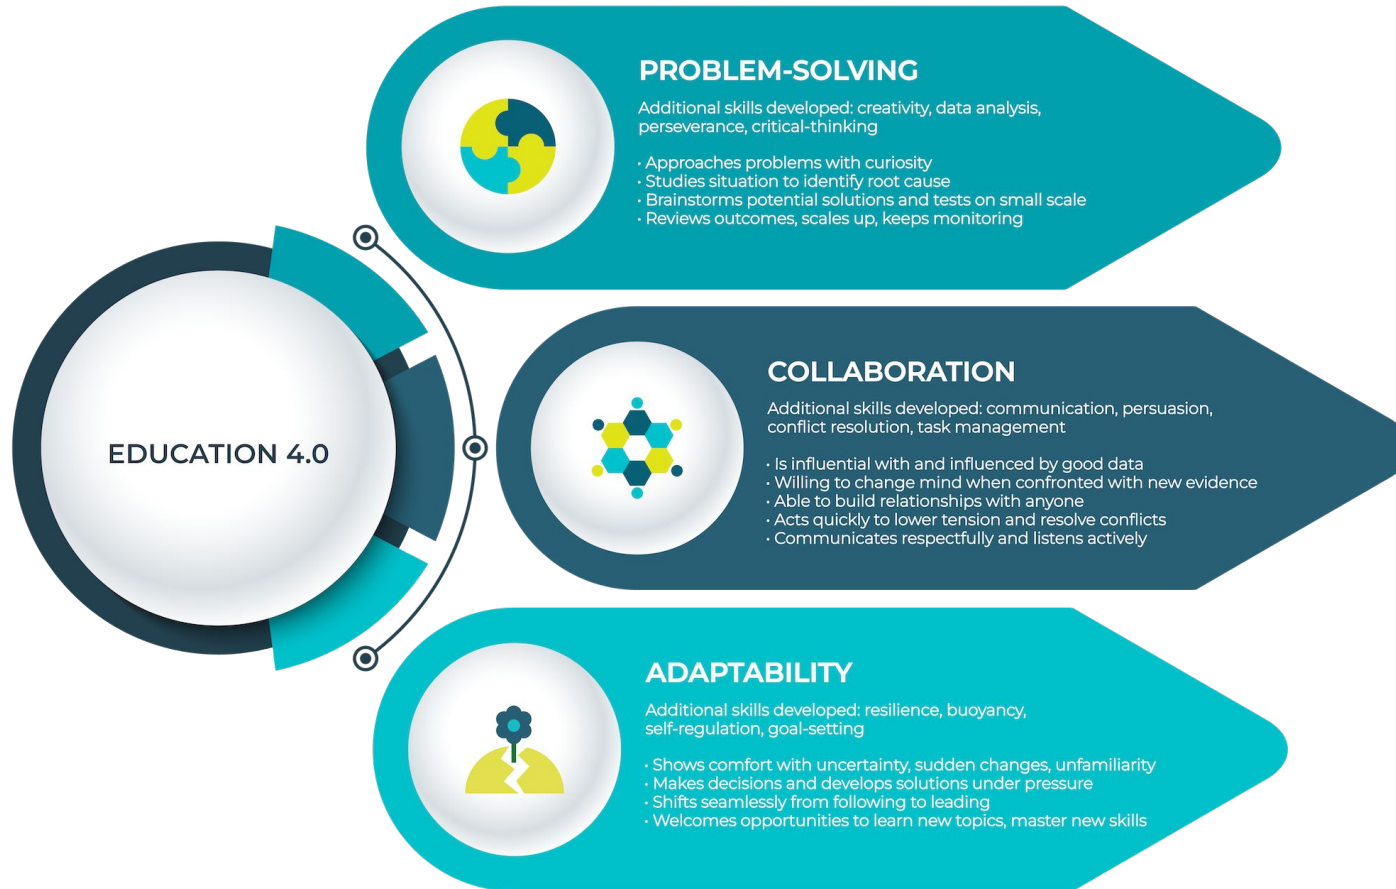 EDUCATION 4.0
PROBLEM-SOLVING
Additional skills developed: creativity, data analysis,
perseverance, critical-thinking
· Approaches problems with curiosity
· Studies situation to identify root cause
· Brainstorms potential solutions and tests on small scale
· Reviews outcomes, scales up, keeps monitoring
COLLABORATION
Additional skills developed: communication, persuasion,
conflict resolution, task management
· Is influential with and influenced by good data
· Willing to change mind when confronted with new evidence
· Able to build relationships with anyone
· Acts quickly to lower tension and resolve conflicts
· Communicates respectfully and listens actively
ADAPTABILITY
Additional skills developed: resilience, buoyancy,
self-regulation, goal-setting
· Shows comfort with uncertainty, sudden changes, unfamiliarity
· Makes decisions and develops solutions under pressure
· Shifts seamlessly from following to leading
· Welcomes opportunities to learn new topics, master new skills